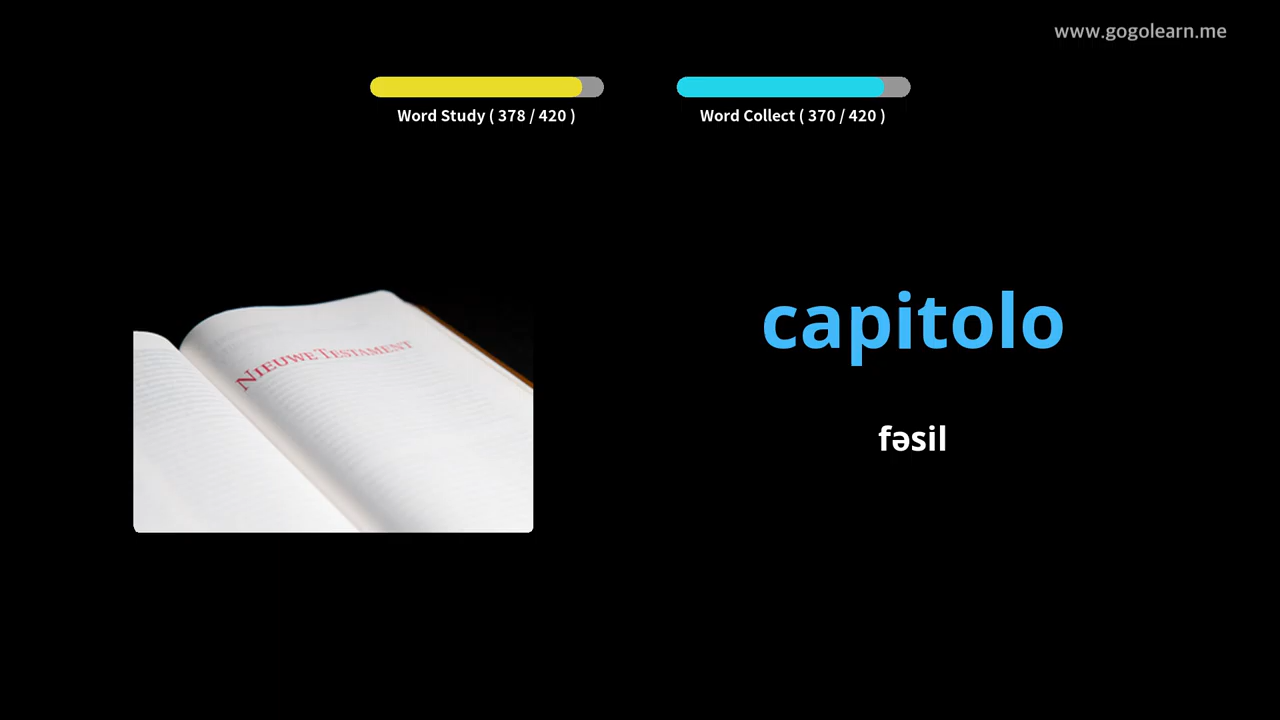 www.gogolearn.me
Word Study ( 378 / 420 )
Word Collect ( 370 / 420 )
NIEUWE TESTAMENT
capitolo
fəsil